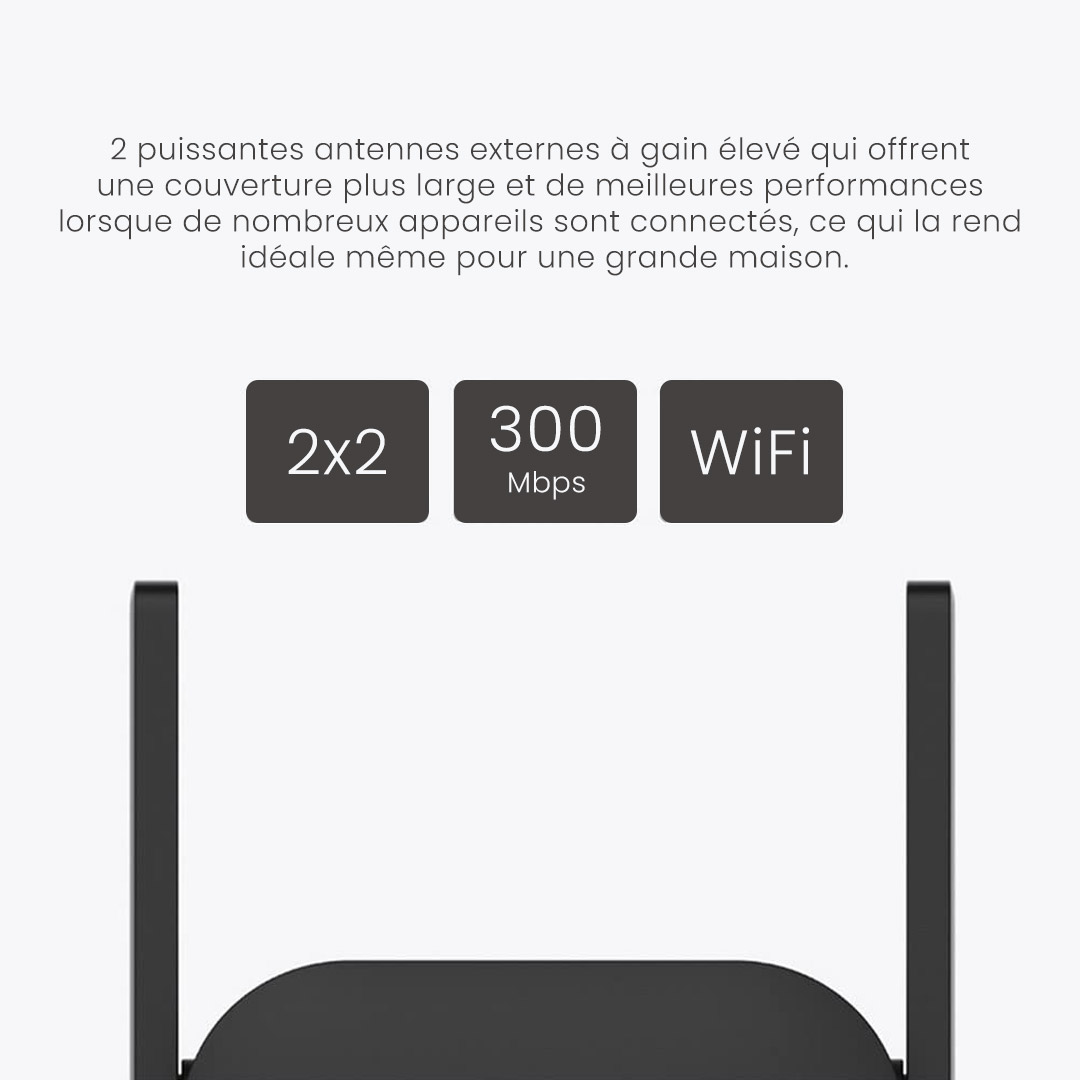 2 puissantes antennes externes à gain élevé qui offrent
une couverture plus large et de meilleures performances
lorsque de nombreux appareils sont connectés, ce qui la rend
idéale même pour une grande maison.
2x2
300
Mbps
WiFi